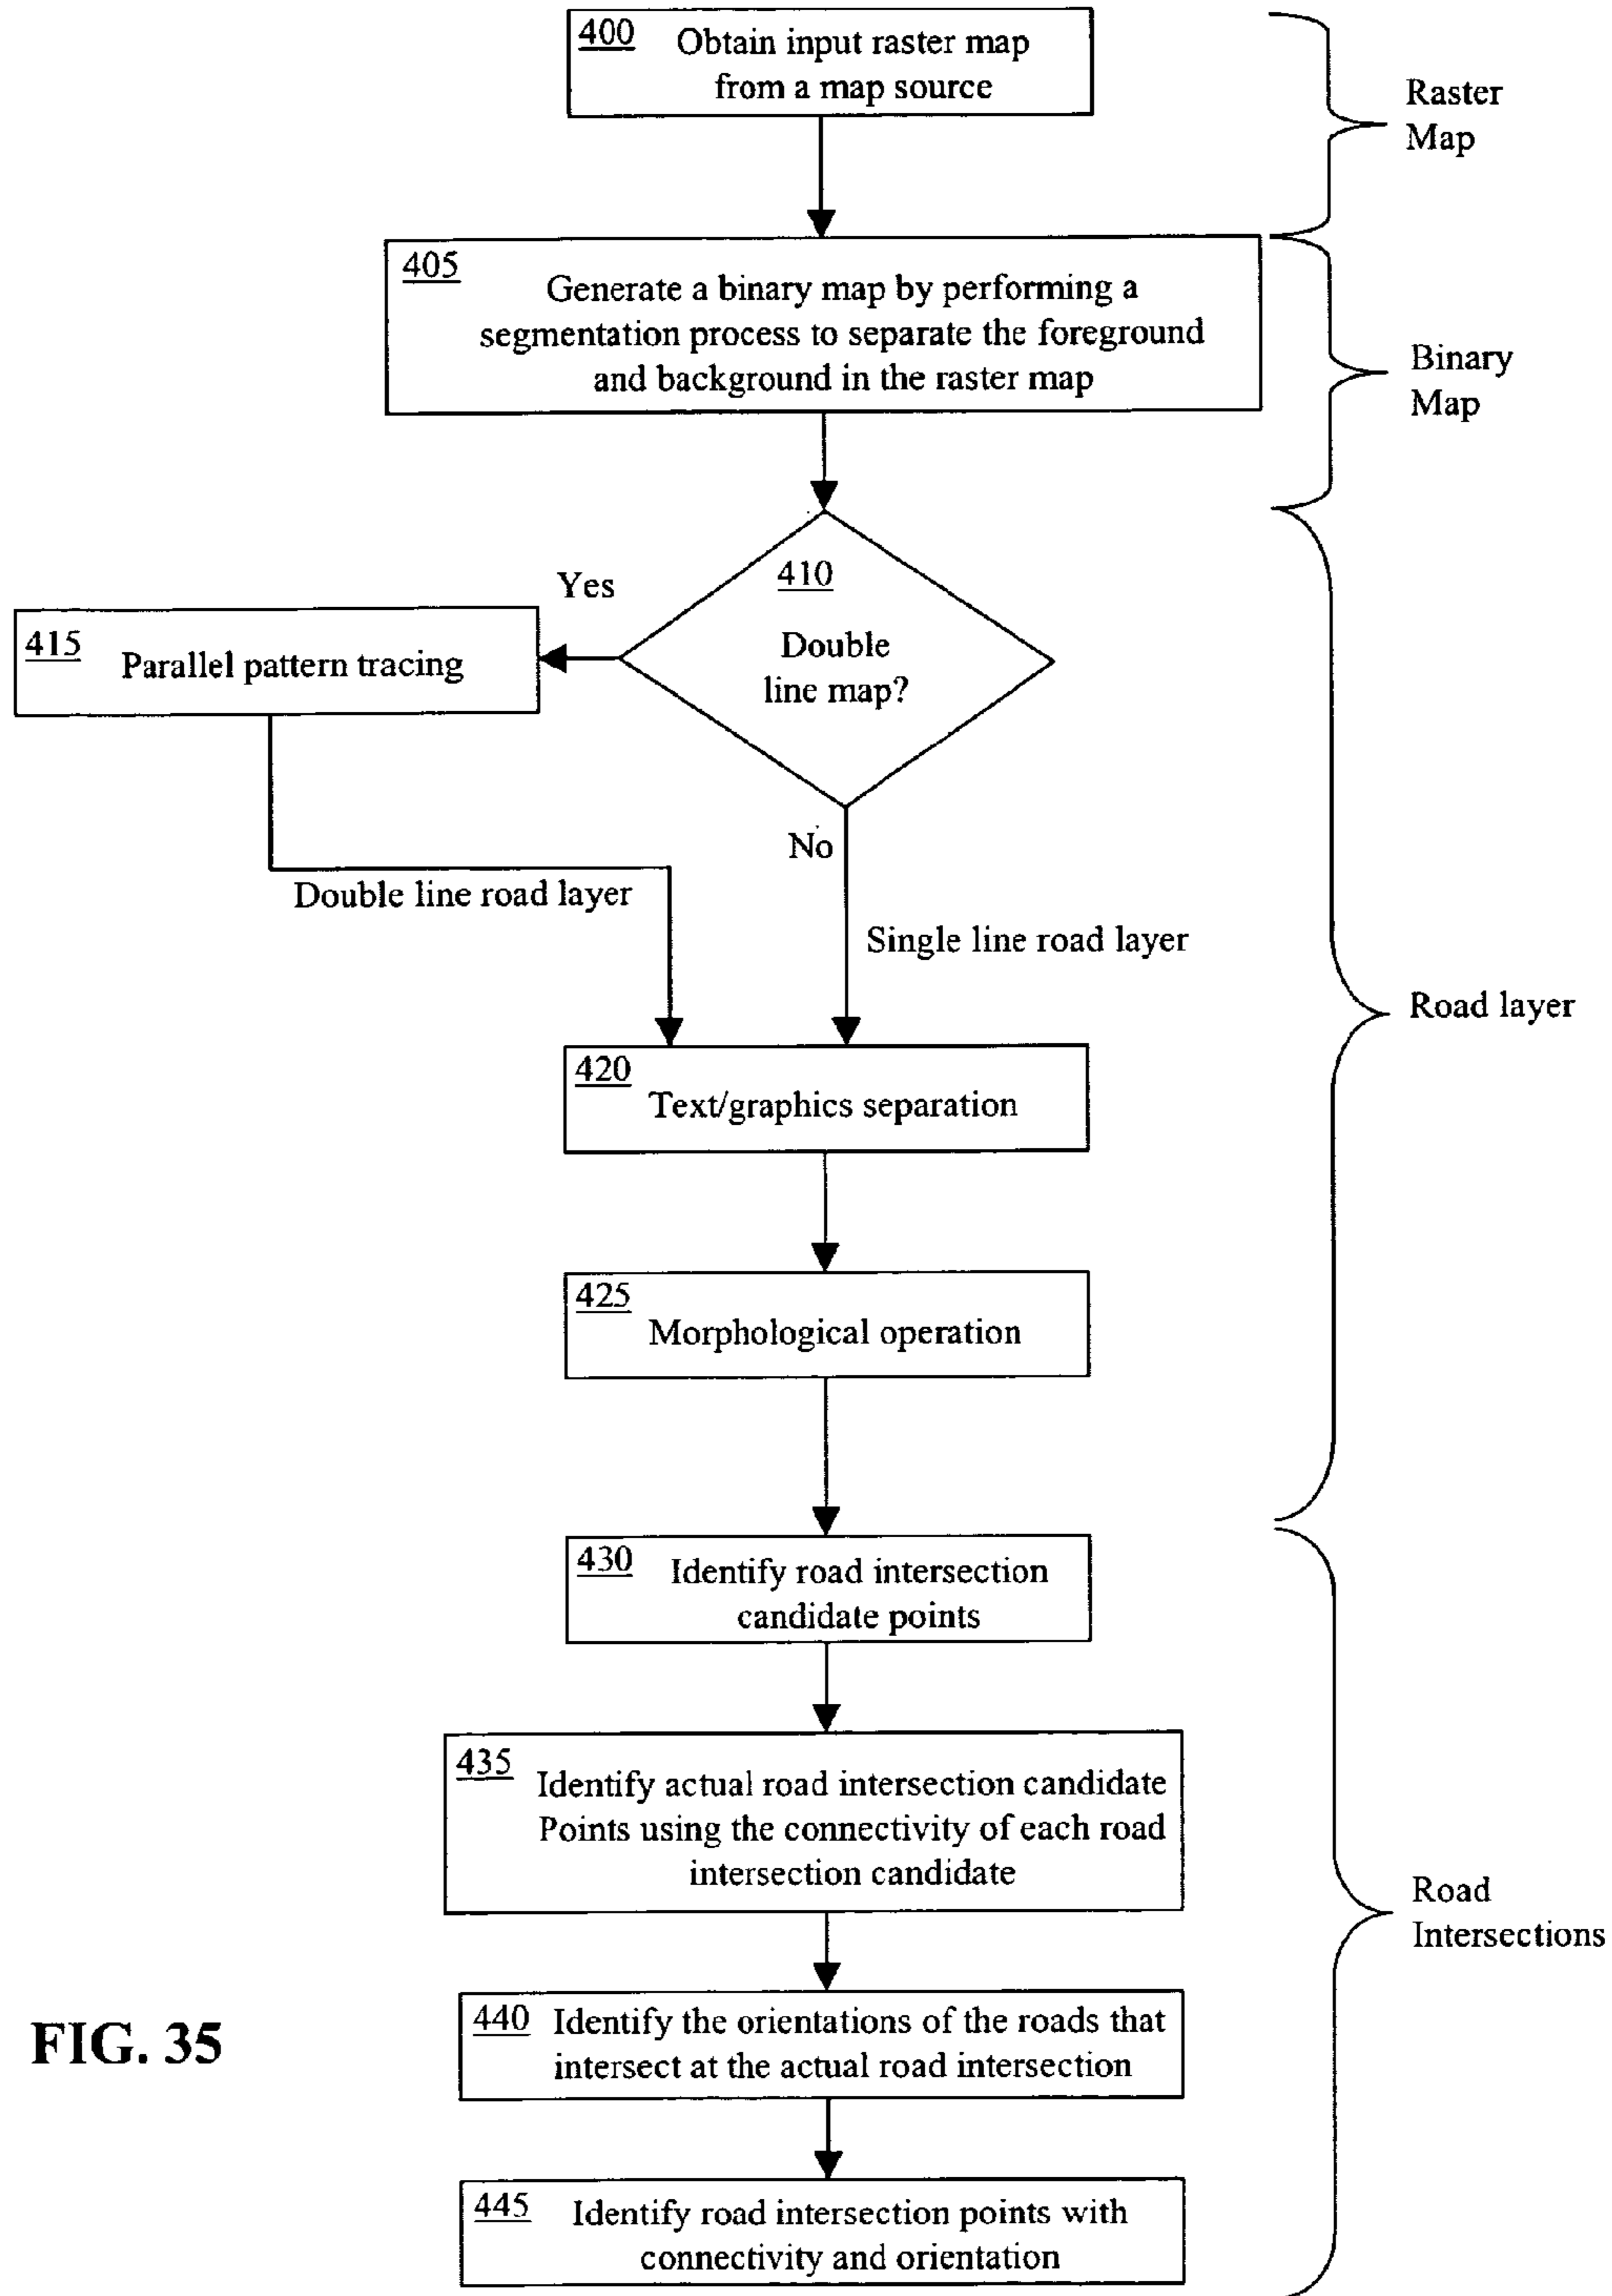 400 Obtain input raster map
from a map source
Raster
Map
405
Generate a binary map by performing a
segmentation process to separate the foreground
and background in the raster map
Binary
Map
410
Double
line map?
Yes
415 Parallel pattern tracing
No
Double line road layer
Single line road layer
Road layer
420
Text/graphics separation
425
Morphological operation
430 Identify road intersection
candidate points
435 Identify actual road intersection candidate
Points using the connectivity of each road
intersection candidate
Road
Intersections
440 Identify the orientations of the roads that
intersect at the actual road intersection
FIG. 35
445 Identify road intersection points with
connectivity and orientation